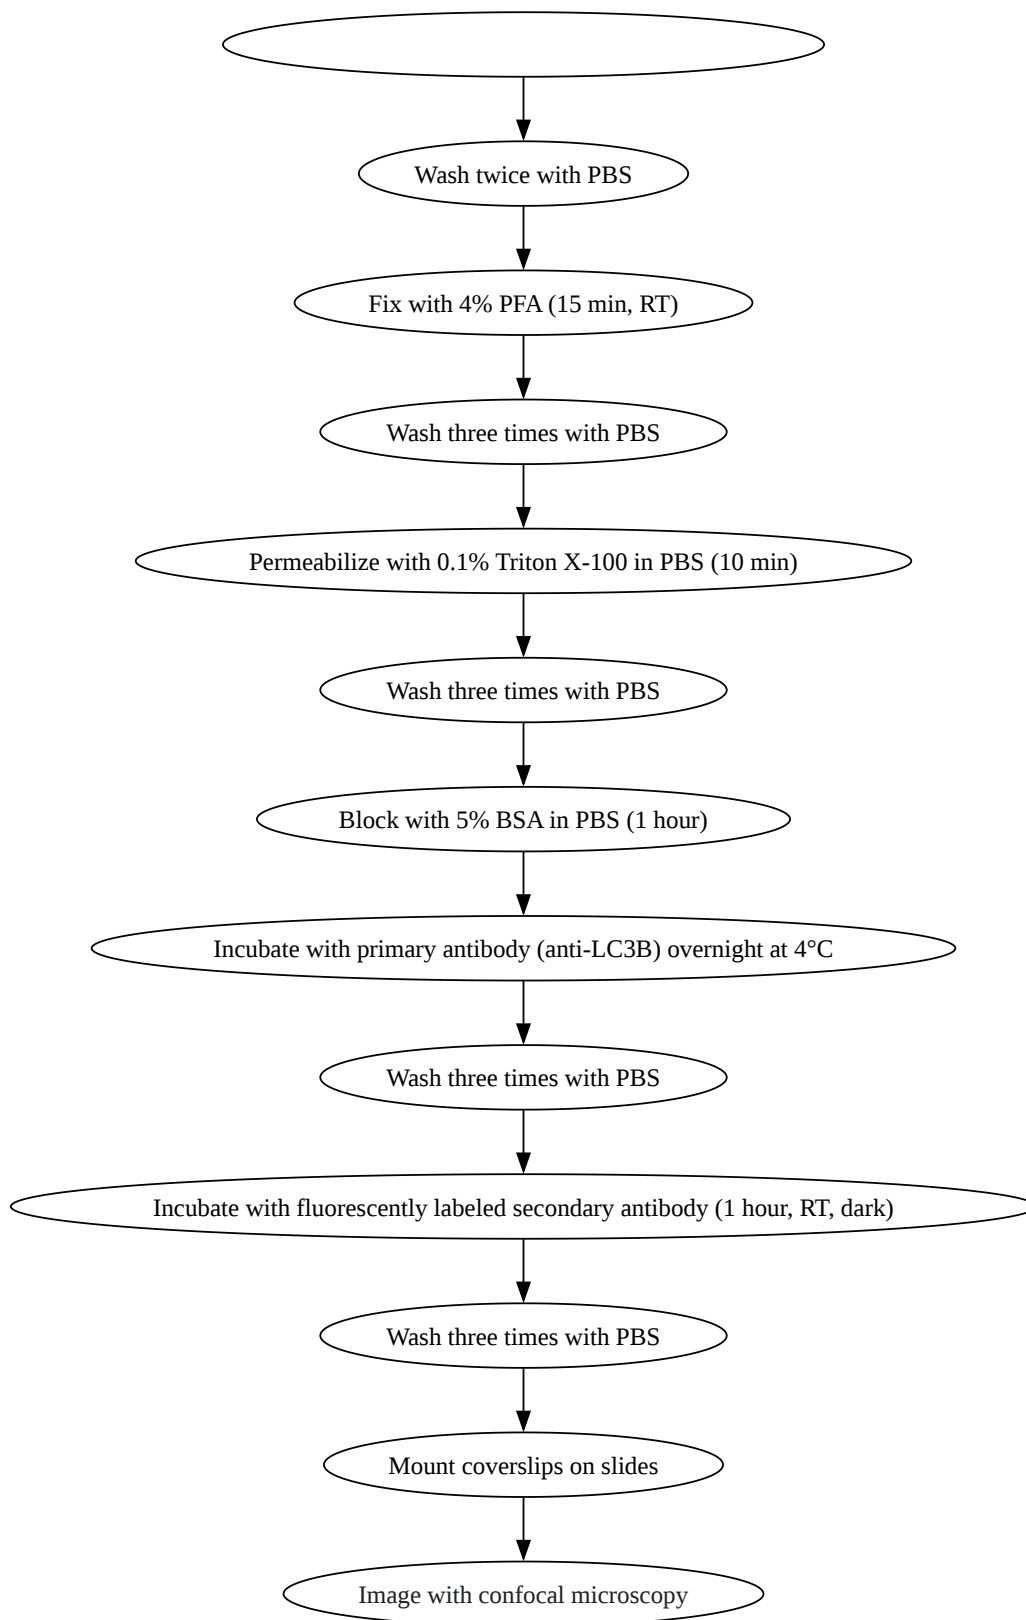 Wash twice with PBS
Fix with 4% PFA (15 min, RT)
Wash three times with PBS
Permeabilize with 0.1% Triton X-100 in PBS (10 min)
Wash three times with PBS
Block with 5% BSA in PBS (1 hour)
Incubate with primary antibody (anti-LC3B) overnight at 4°C
Wash three times with PBS
Incubate with fluorescently labeled secondary antibody (1 hour, RT, dark)
Wash three times with PBS
Mount coverslips on slides
Image with confocal microscopy